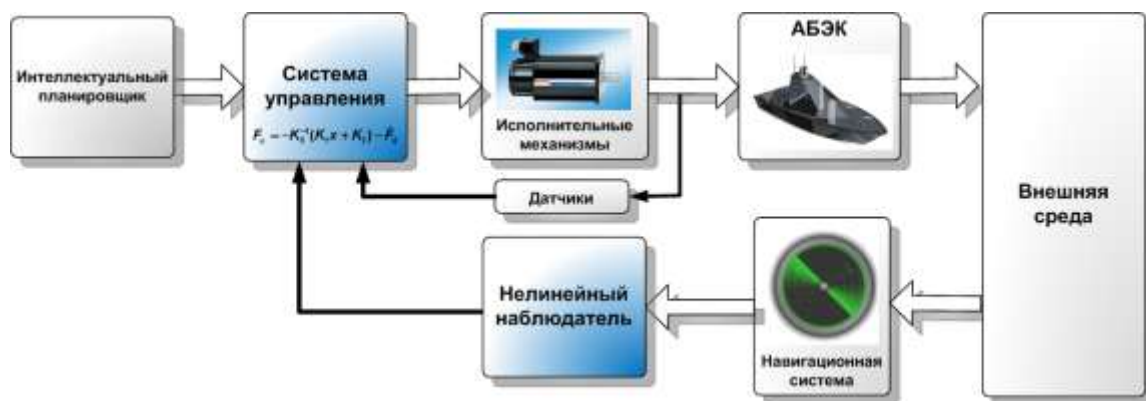 Интеллектуальный
планировщик
Система
управления
Исполнительные
механизмы
АБЭК
Внешняя
среда
Датчики
Нелинейный
наблюдатель
Навигационная
система